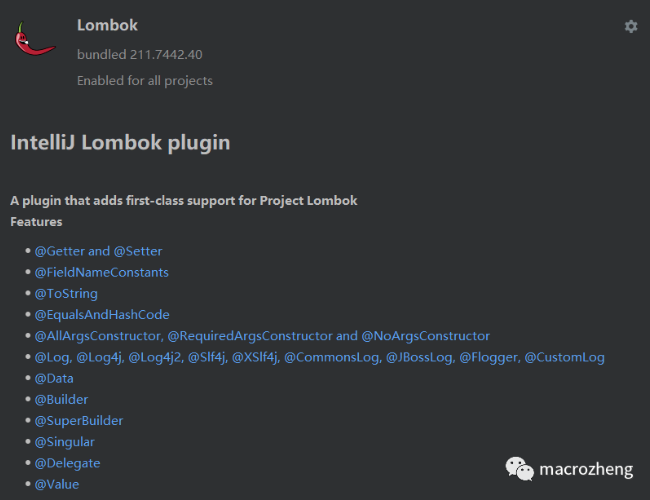 Lombok
bundled 211.7442.40
Enabled for all projects
IntelliJ Lombok plugin
A plugin that adds first-class support for Project Lombok
Features
• @Getter and @Setter
• @FieldNameConstants
• @ToString
• @EqualsAndHashCode
• @AllArgsConstructor, @RequiredArgsConstructor and @NoArgsConstructor
• @Log, @Log4j, @Log4j2, @Slf4j, @XSlf4j, @CommonsLog, @JBossLog, @Flogger, @CustomLog
• @Data
• @Builder
• @SuperBuilder
• @Singular
• @Delegate
• @Value
macrozheng